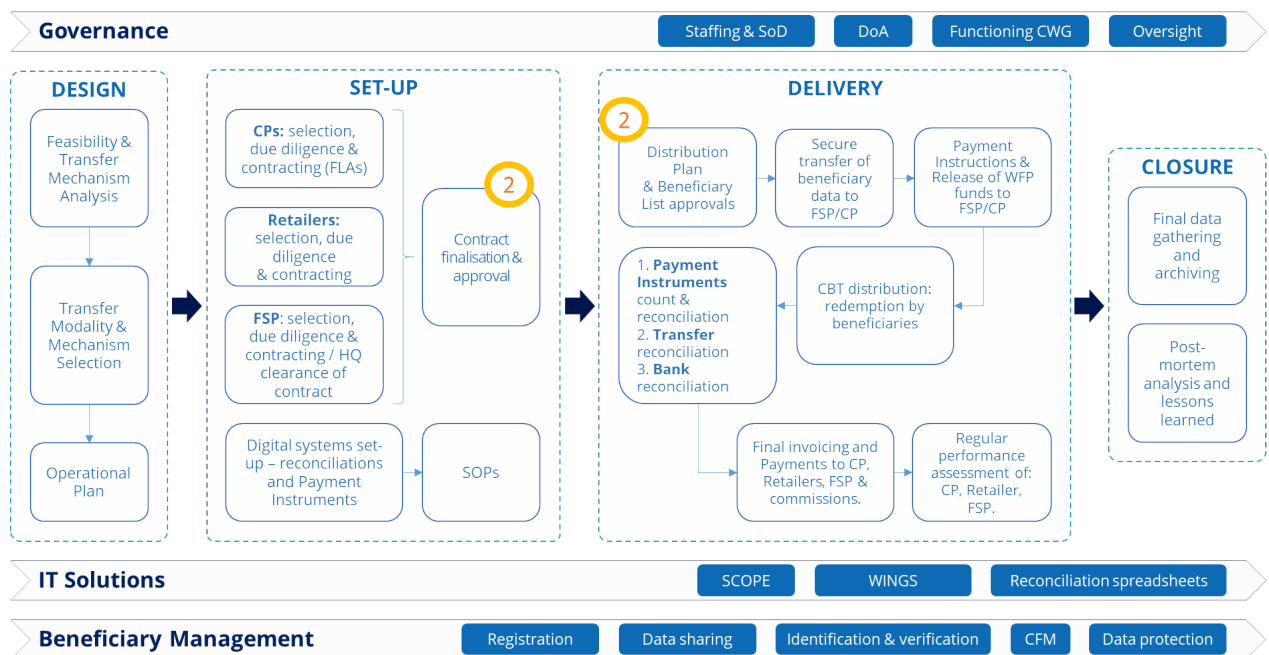 Governance
Staffing & SoD
DoA
Functioning CWG
Oversight
DESIGN
Feasibility &
Transfer
Mechanism
Analysis
Transfer
Modality &
Mechanism
Selection
Operational
Plan
SET-UP
CPs: selection,
due diligence &
contracting (FLAs)
Retailers:
selection, due
diligence
& contracting
FSP: selection,
due diligence &
contracting / HQ
clearance of
contract
2
Contract
finalisation &
approval
Digital systems set-
up – reconciliations
and Payment
Instruments
SOPs
DELIVERY
2
Distribution
Plan
& Beneficiary
List approvals
Secure
transfer of
beneficiary
data to
FSP/CP
Payment
Instructions &
Release of WFP
funds to
FSP/CP
CBT distribution:
redemption by
beneficiaries
1. Payment
Instruments
count &
reconciliation
2. Transfer
reconciliation
3. Bank
reconciliation
Final invoicing and
Payments to CP,
Retailers, FSP &
commissions.
Regular
performance
assessment of:
CP, Retailer,
FSP.
CLOSURE
Final data
gathering
and
archiving
Post-
mortem
analysis and
lessons
learned
IT Solutions
SCOPE
WINGS
Reconciliation spreadsheets
Beneficiary Management
Registration
Data sharing
Identification & verification
CFM
Data protection